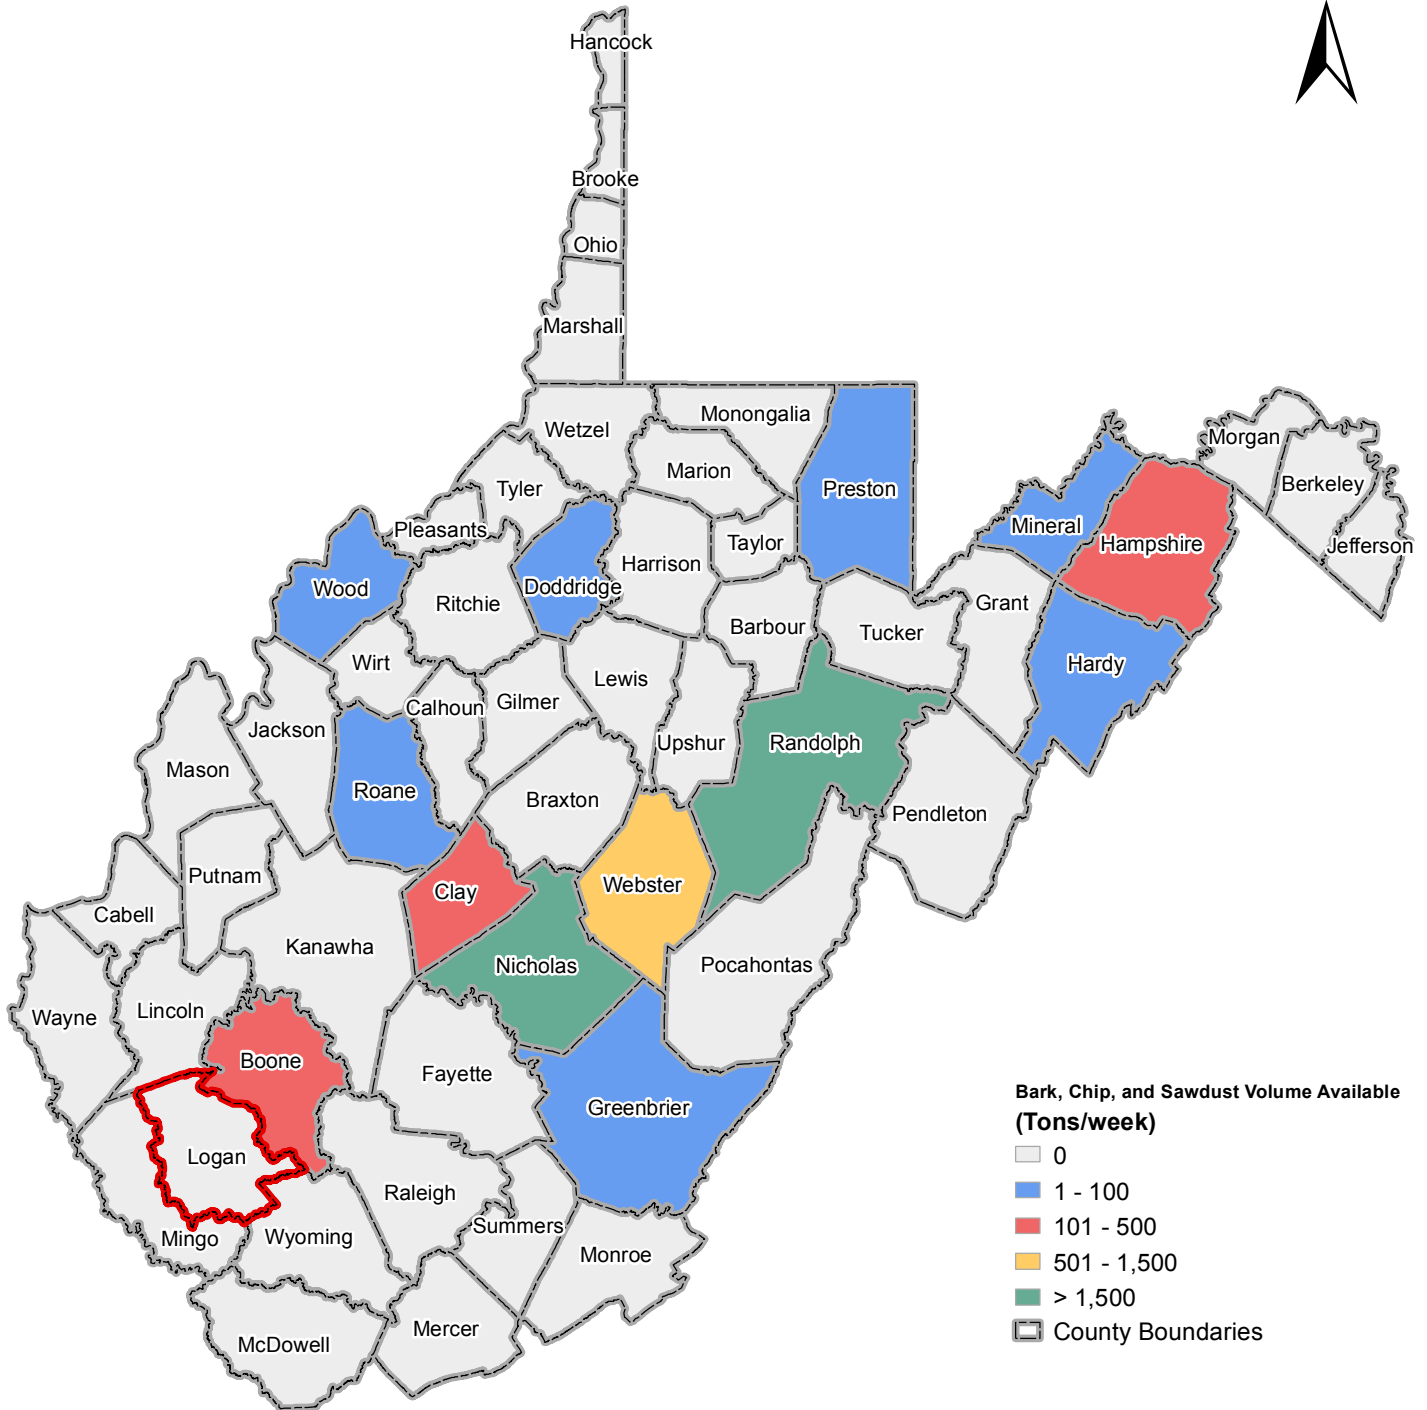 Hancock
Brooke
Ohio
Marshall
Wetzel
Monongalia
Marion
Preston
Tyler
Pleasants
Taylor
Harrison
Doddridge
Wood
Ritchie
Barbour
Tucker
Grant
Mineral
Hampshire
Hardy
Morgan
Berkeley
Jefferson
Wirt
Lewis
Gilmer
Calhoun
Jackson
Upshur
Randolph
Mason
Roane
Braxton
Pendleton
Putnam
Clay
Webster
Cabell
Kanawha
Nicholas
Pocahontas
Wayne
Lincoln
Boone
Fayette
Greenbrier
Logan
Raleigh
Summers
Mingo
Wyoming
Monroe
McDowell
Mercer
Bark, Chip, and Sawdust Volume Available
(Tons/week)
0
1 - 100
101 - 500
501 - 1,500
> 1,500
County Boundaries